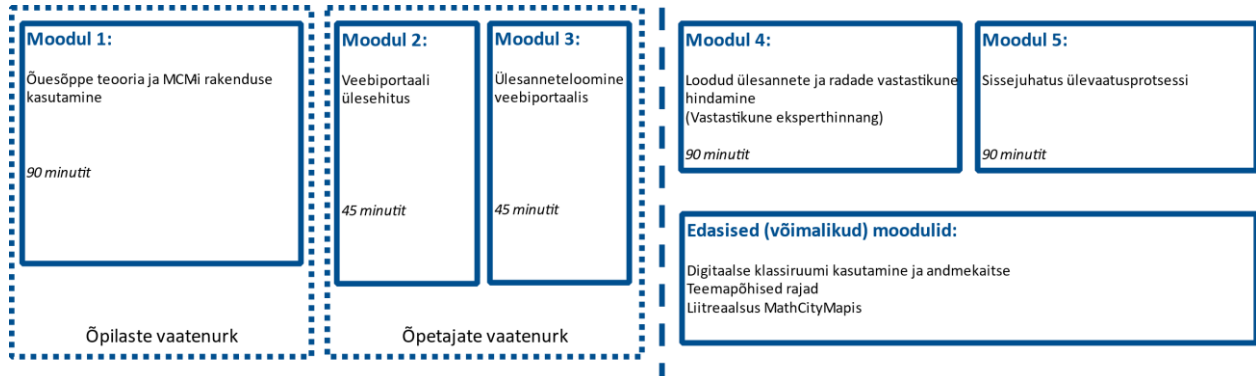 Moodul 1:
Õuesõppe teooria ja MCMi rakenduse
kasutamine
90 minutit
Õpilaste vaatenurk
Moodul 2:
Veebiportaali
ülesehitus
45 minutit
Moodul 3:
Ülesanneteloomine
veebiportaalis
45 minutit
Õpetajate vaatenurk
Moodul 4:
Loodud ülesannete ja radade vastastikune
hindamine
(Vastastikune eksperthinnang)
90 minutit
Moodul 5:
Sissejuhatus ülevaatusprotsessi
90 minutit
Edasised (võimalikud) moodulid:
Digitaalse klassiruumi kasutamine ja andmekaitse
Teemapõhised rajad
Liitreaalsus MathCityMapis